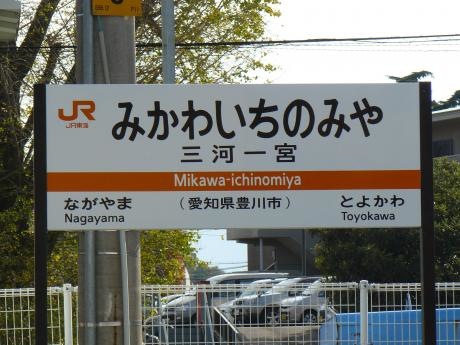 JR
JR東海
みかわいちのみや
三河一宮
Mikawa-ichinomiya
ながやま
Nagayama
(愛知県豊川市)
とよかわ
Toyokawa